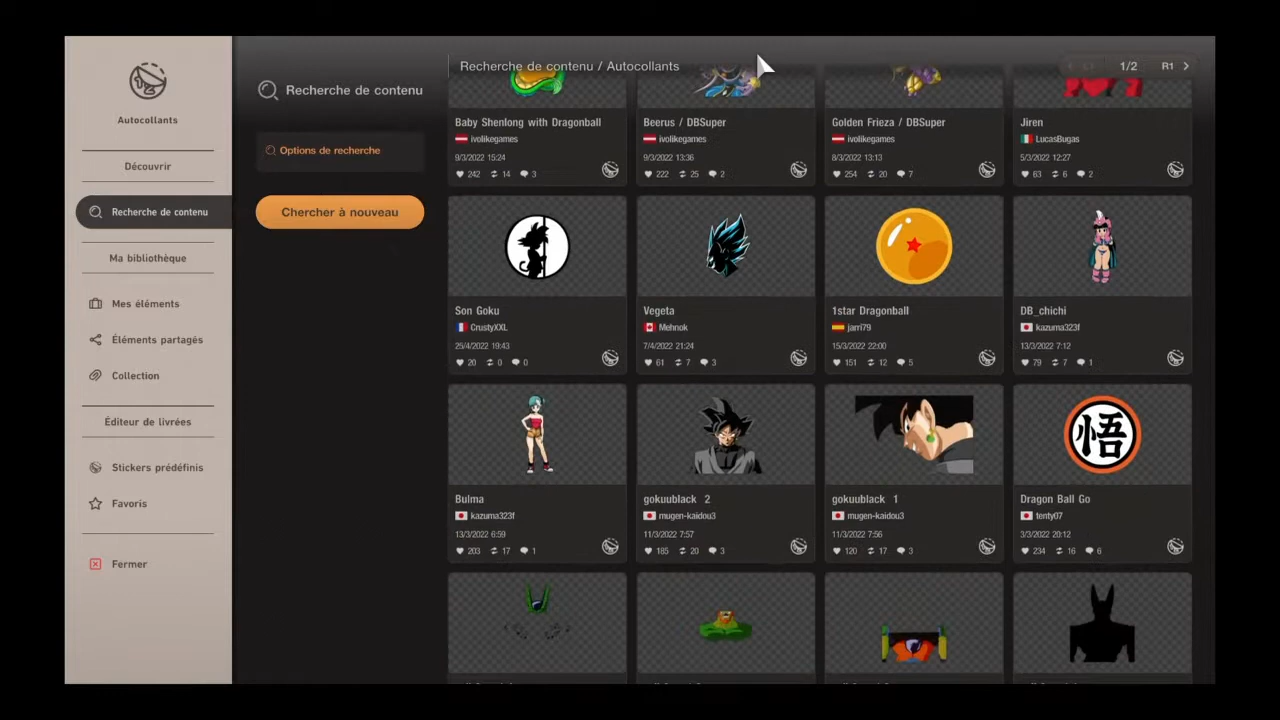 Autocollants
Découvrir
Recherche de contenu
Ma bibliothèque
Mes éléments
Éléments partagés
Collection
Éditeur de livrées
Stickers prédéfinis
Favoris
Fermer
Recherche de contenu
Options de recherche
Chercher à nouveau
Recherche de contenu / Autocollants
1/2 R1
Baby Shenlong with Dragonball
ivolikegames
9/3/2022 15:24
242 14 3
Beerus / DBSuper
ivolikegames
9/3/2022 13:36
222 25 2
Golden Frieza / DBSuper
ivolikegames
8/3/2022 13:13
254 20 7
Jiren
LucasBugas
5/3/2022 12:27
63 6 2
Son Goku
CrustyXXL
25/4/2022 19:43
20 0 0
Vegeta
Mehnok
7/4/2022 21:24
61 7 3
1star Dragonball
jarri79
15/3/2022 22:00
151 12 5
DB_chichi
kazuma323f
13/3/2022 7:12
79 7 1
Bulma
kazuma323f
13/3/2022 6:59
203 17 1
gokuublack 2
mugen-kaidou3
11/3/2022 7:57
185 20 3
gokuublack 1
mugen-kaidou3
11/3/2022 7:56
120 17 3
悟
Dragon Ball Go
tenty07
3/3/2022 20:12
234 16 6